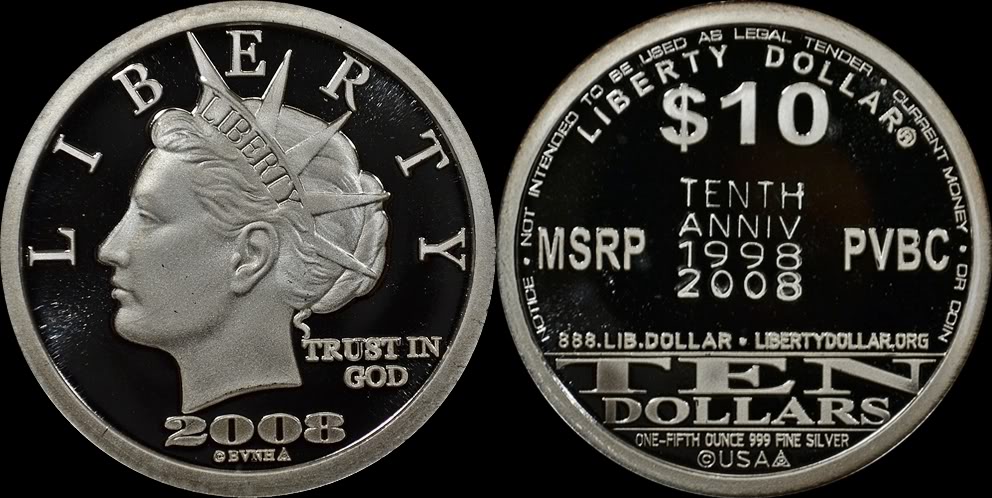 LIBERTY
LIBERTY
TRUST IN
GOD
2008
©BVNH
NOTICE • NOT INTENDED TO BE USED AS LEGAL TENDER • CURRENT MONEY • OR COIN
LIBERTY DOLLAR®
$10
TENTH
ANNIV
1998
2008
MSRP
PVBC
888.LIB.DOLLAR • LIBERTYDOLLAR.ORG
TEN
DOLLARS
ONE-FIFTH OUNCE 999 FINE SILVER
©USA